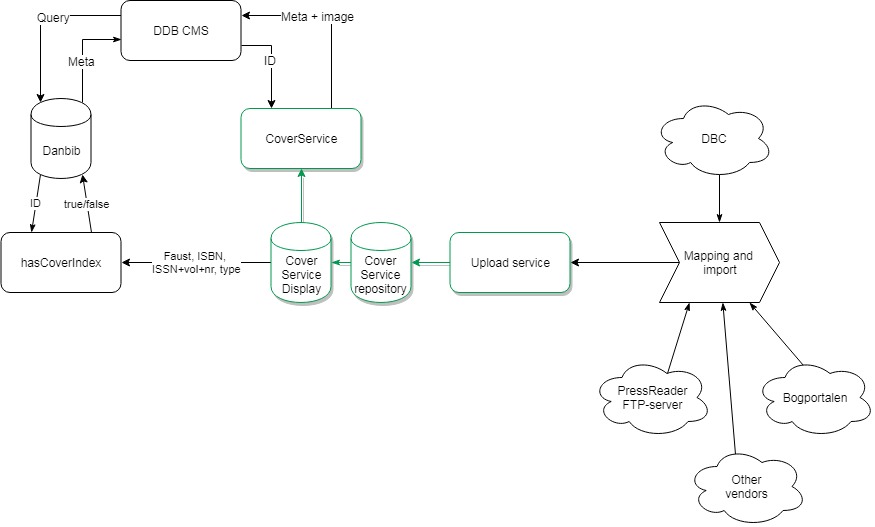 Query
DDB CMS
Meta + image
Meta
ID
CoverService
DBC
Danbib
ID
true/false
hasCoverIndex
Faust, ISBN,
ISSN+vol+nr, type
Cover
Service
Display
Cover
Service
repository
Upload service
Mapping and
import
PressReader
FTP-server
Bogportalen
Other
vendors